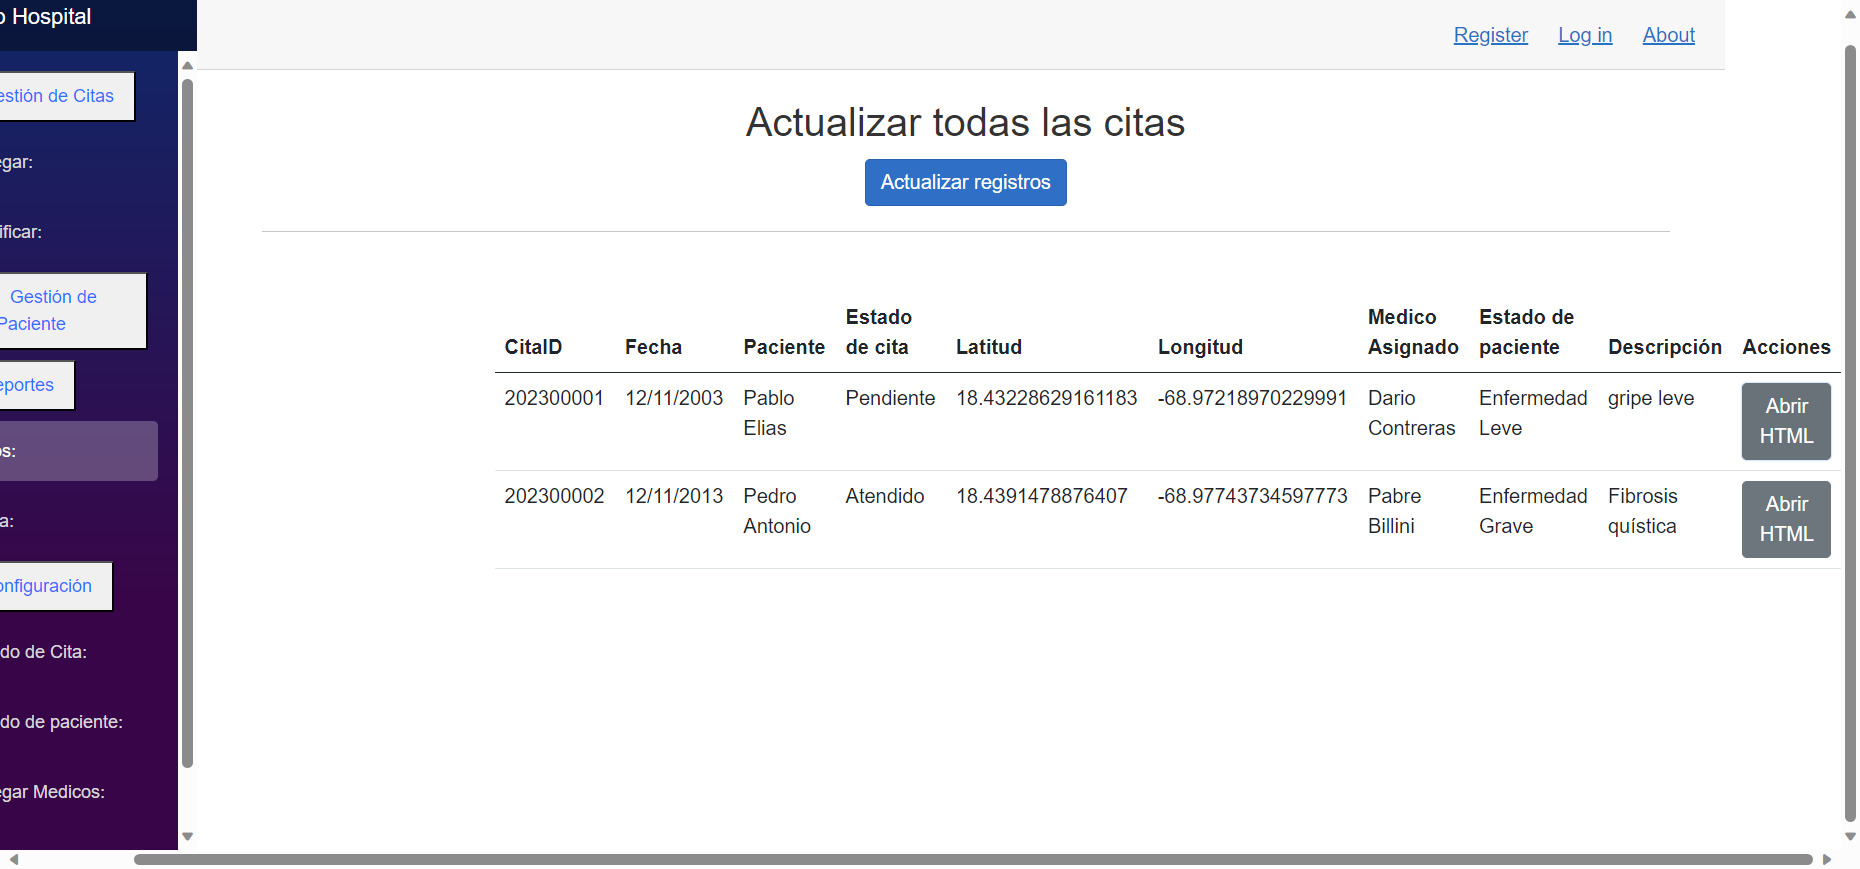 Hospital
Register Log in About
estión de Citas
egar:
ificar:
Gestión de
Paciente
eportes
os:
a:
onfiguración
do de Cita:
do de paciente:
egar Medicos:
Actualizar todas las citas
Actualizar registros
CitaID Fecha Paciente Estado de cita Latitud Longitud Medico Asignado Estado de paciente Descripción Acciones
202300001 12/11/2003 Pablo Elias Pendiente 18.43228629161183 -68.97218970229991 Dario Contreras Enfermedad Leve gripe leve Abrir HTML
202300002 12/11/2013 Pedro Antonio Atendido 18.4391478876407 -68.97743734597773 Pabre Billini Enfermedad Grave Fibrosis quística Abrir HTML